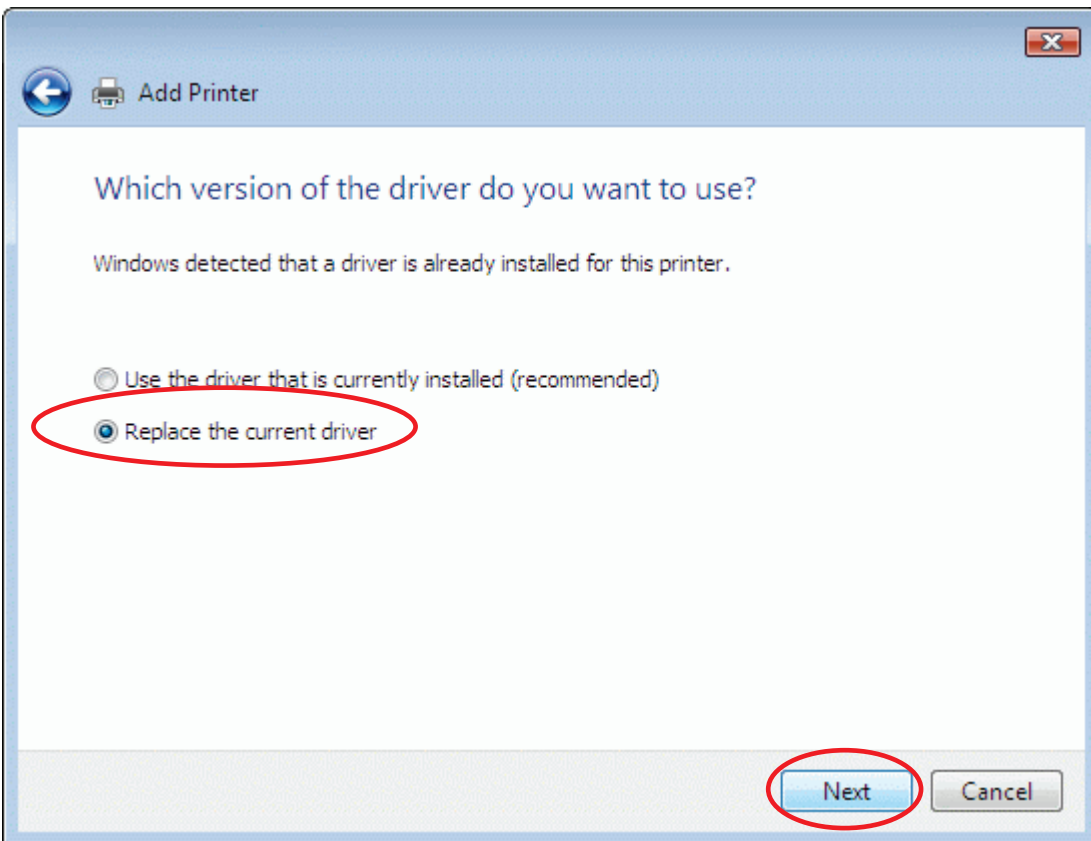 Add Printer
Which version of the driver do you want to use?
Windows detected that a driver is already installed for this printer.
Use the driver that is currently installed (recommended)
Replace the current driver
Next
Cancel